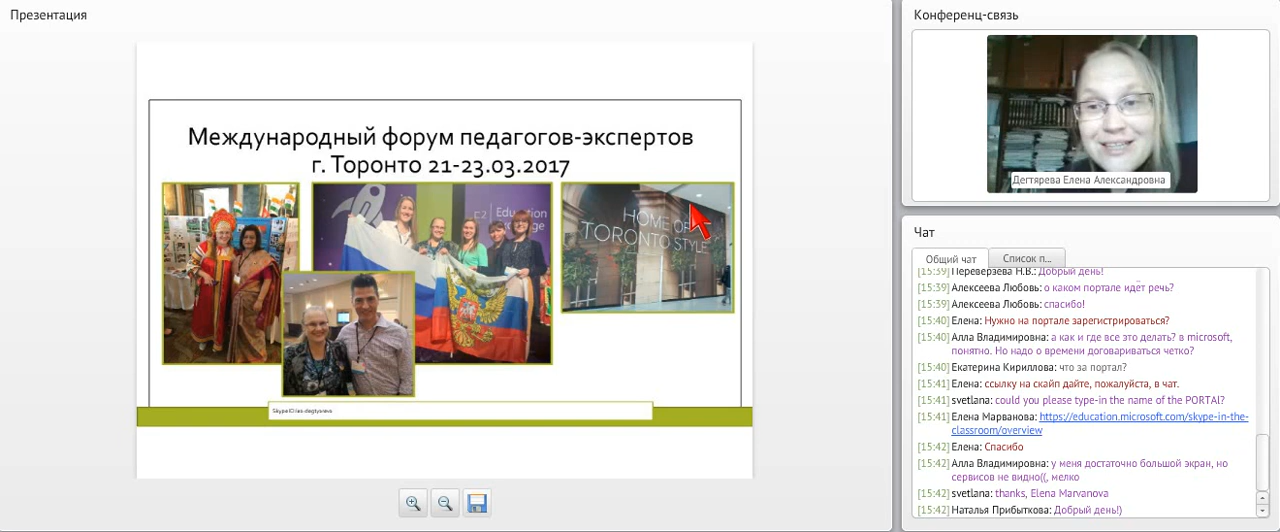 Презентация
Международный форум педагогов-экспертов
г. Торонто 21-23.03.2017
Education
HOME OF
TORONTO STYLE
Конференц-связь
Дегтярева Елена Александровна
Чат
Общий чат
Список п...
[15:39] Переверзева Н.В.: Добрый день!
[15:39] Алексеева Любовь: о каком портале идёт речь?
[15:39] Алексеева Любовь: спасибо!
[15:40] Елена: Нужно на портале зарегистрироваться?
[15:40] Алла Владимировна: а как и где все это делать? в microsoft,
понятно. Но надо о времени договариваться четко?
[15:40] Екатерина Кириллова: что за портал?
[15:41] Елена: ссылку на скайп дайте, пожалуйста, в чат.
[15:41] svetlana: could you please type-in the name of the PORTAl?
[15:41] Елена Марванова: https://education.microsoft.com/skype-in-the-
classroom/overview
[15:42] Елена: Спасибо
[15:42] Алла Владимировна: у меня достаточно большой экран, но
сервисов не видно((, мелко
[15:42] svetlana: thanks, Elena Marvanova
[15:42] Наталья Прибыткова: Добрый день!)